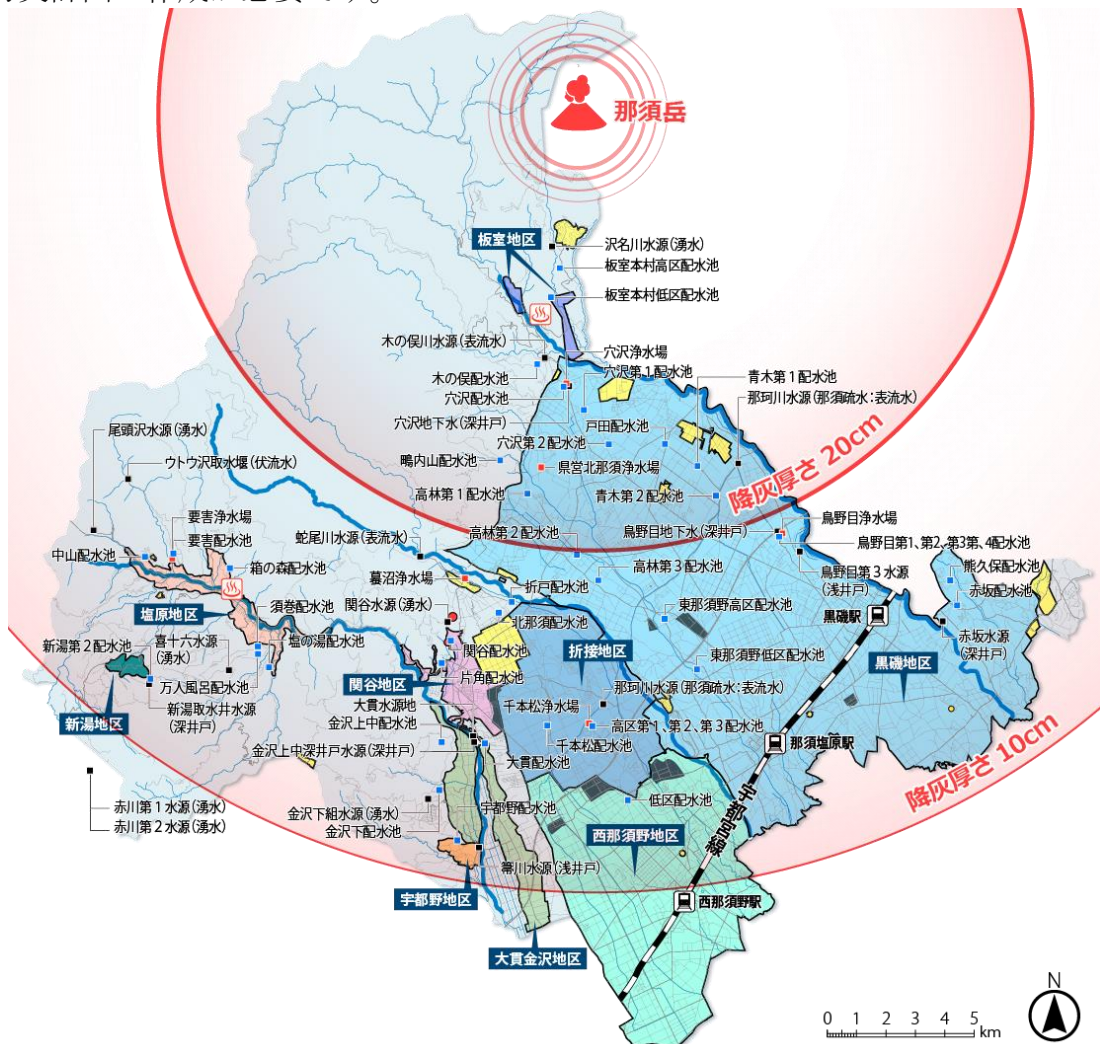 那須岳
板室地区
沢名川水源(湧水)
板室本村高区配水池
板室本村低区配水池
木の俣川水源(表流水)
穴沢浄水場
木の俣配水池
穴沢第1配水池
青木第1配水池
穴沢配水池
那珂川水源(那須疏水:表流水)
穴沢地下水(深井戸)
戸田配水池
尾頭沢水源(湧水)
穴沢第2配水池
ウトウ沢取水堰(伏流水)
鴫内山配水池
県営北那須浄水場
降灰厚さ 20cm
高林第1配水池
青木第2配水池
要害浄水場
鳥野目浄水場
要害配水池
蛇尾川水源(表流水)
高林第2配水池
鳥野目地下水(深井戸)
鳥野目第1、第2、第3第、4配水池
中山配水池
箱の森配水池
蟇沼浄水場
折戸配水池
高林第3配水池
鳥野目第3水源
(浅井戸)
熊久保配水池
赤坂配水池
塩原地区
須巻配水池
関谷水源(湧水)
北那須配水池
東那須野高区配水池
黒磯駅
赤坂水源
(深井戸)
新湯第2配水池
喜十六水源
(湧水)
塩の湯配水池
関谷配水池
折接地区
東那須野低区配水池
黒磯地区
万人風呂配水池
関谷地区
片角配水池
那珂川水源(那須疏水:表流水)
新湯地区
新湯取水井水源
(深井戸)
大貫水源地
千本松浄水場
金沢上中配水池
高区第1、第2、第3配水池
那須塩原駅
金沢上中深井戸水源(深井戸)
千本松配水池
大貫配水池
降灰厚さ 10cm
赤川第1水源(湧水)
赤川第2水源(湧水)
金沢下組水源(湧水)
宇都野配水池
低区配水池
宇都宮線
金沢下配水池
西那須野地区
箒川水源(浅井戸)
宇都野地区
西那須野駅
大貫金沢地区
N
0 1 2 3 4 5
km